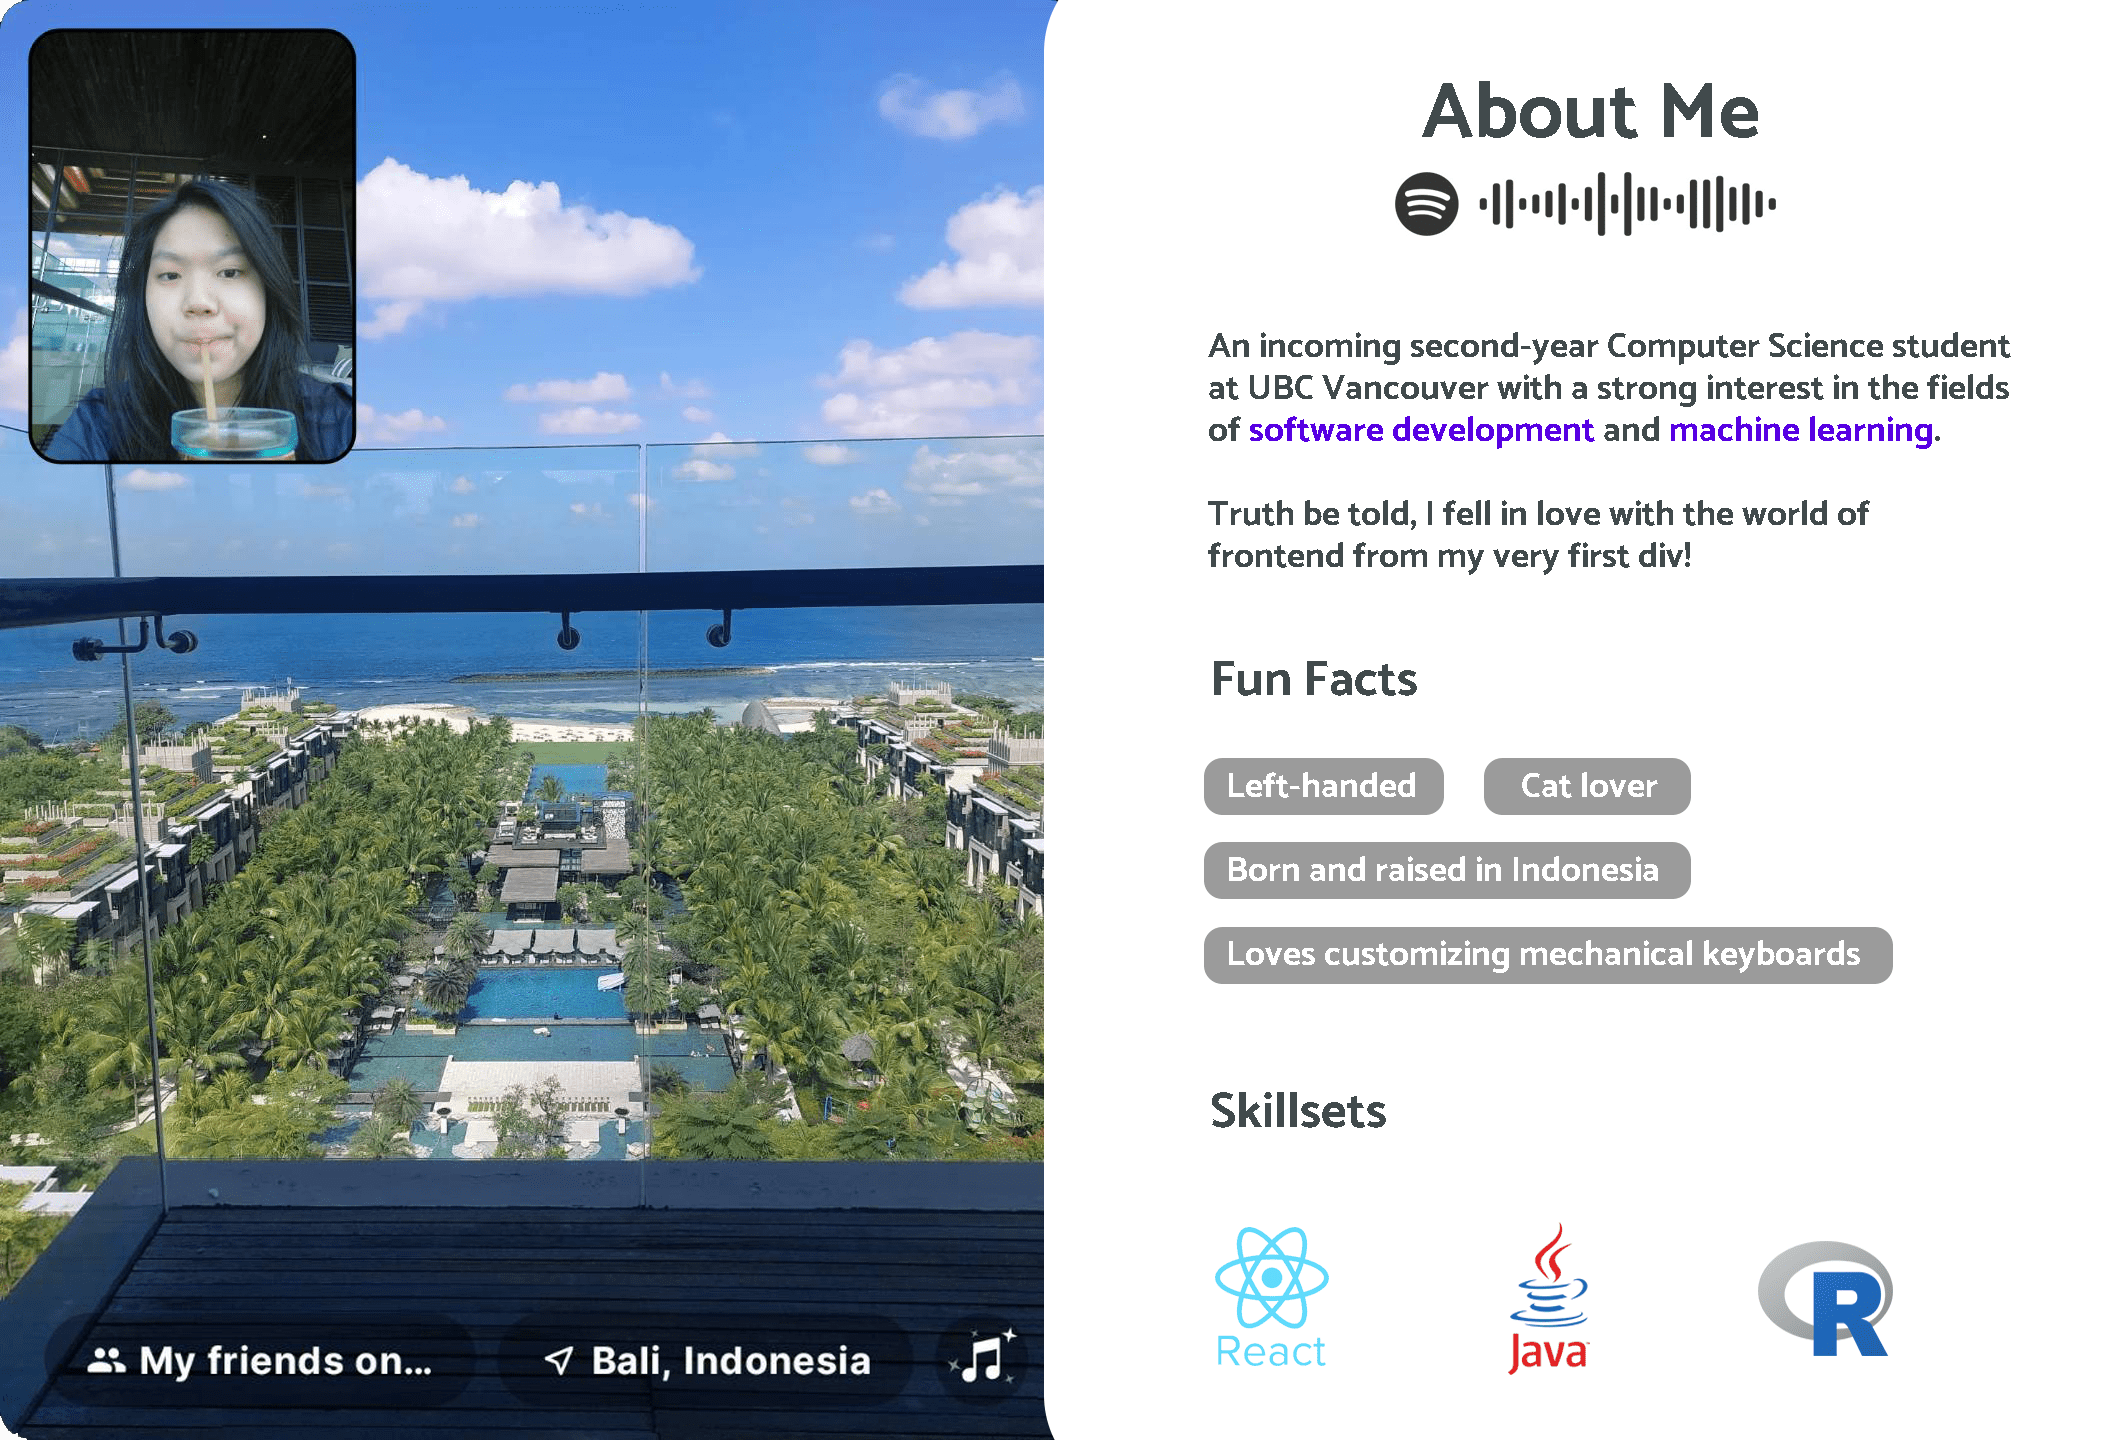 My friends on...
Bali, Indonesia
About Me
An incoming second-year Computer Science student
at UBC Vancouver with a strong interest in the fields
of software development and machine learning.
Truth be told, I fell in love with the world of
frontend from my very first div!
Fun Facts
Left-handed
Cat lover
Born and raised in Indonesia
Loves customizing mechanical keyboards
Skillsets
React
Java
R